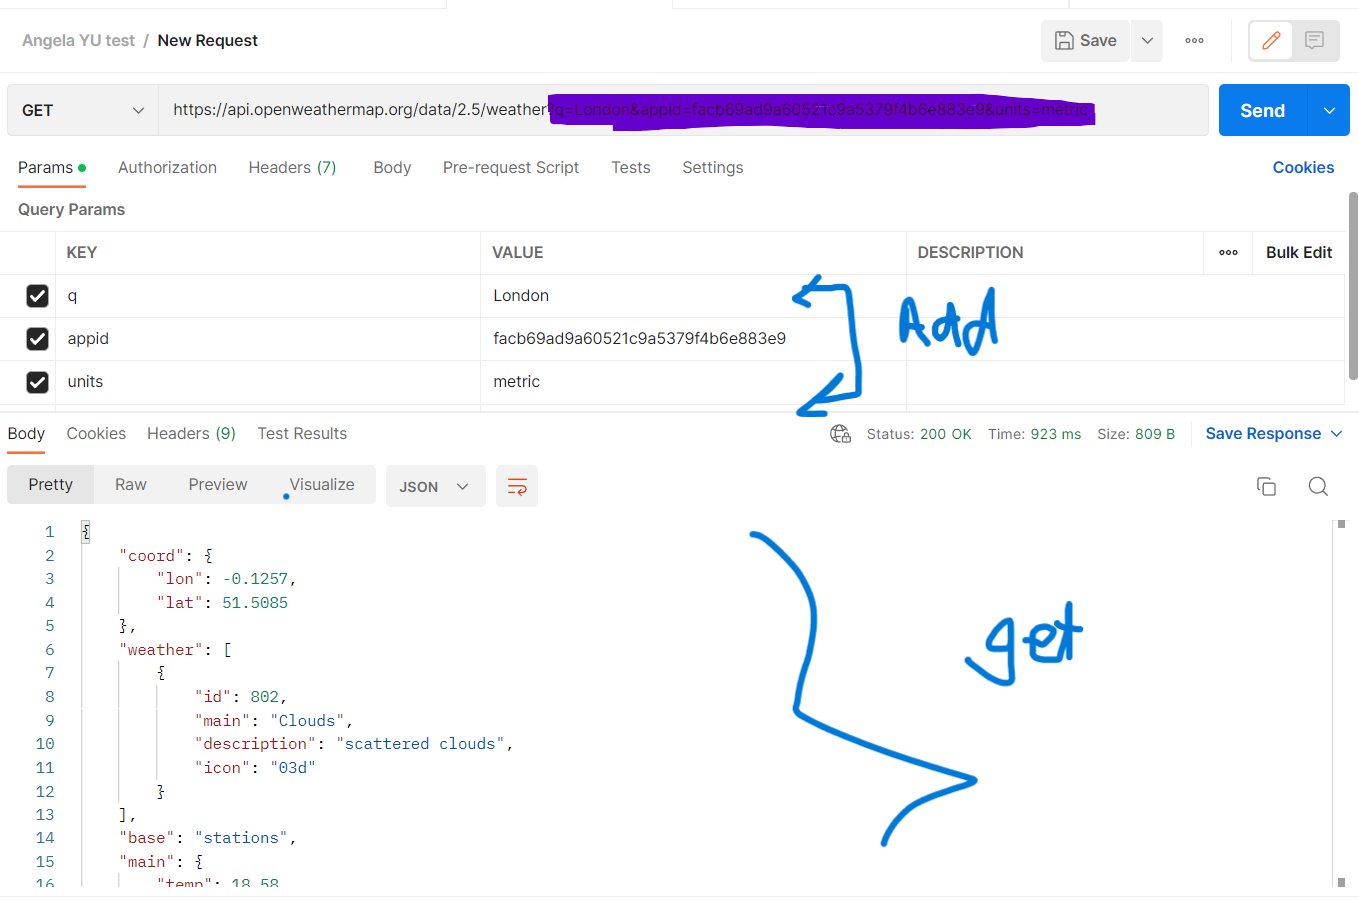 Angela YU test / New Request
Save
GET
https://api.openweathermap.org/data/2.5/weather?q=London&appid=facb69ad9a60521c9a5379f4b6e883e9&units=metric
Send
Params Authorization Headers (7) Body Pre-request Script Tests Settings Cookies
Query Params
KEY VALUE DESCRIPTION Bulk Edit
q London
appid facb69ad9a60521c9a5379f4b6e883e9
units metric
Add
Body Cookies Headers (9) Test Results Status: 200 OK Time: 923 ms Size: 809 B Save Response
Pretty Raw Preview Visualize JSON
1 {
2 "coord": {
3 "lon": -0.1257,
4 "lat": 51.5085
5 },
6 "weather": [
7 {
8 "id": 802,
9 "main": "Clouds",
10 "description": "scattered clouds",
11 "icon": "03d"
12 }
13 ],
14 "base": "stations",
15 "main": {
16 "temp": 18.58
get